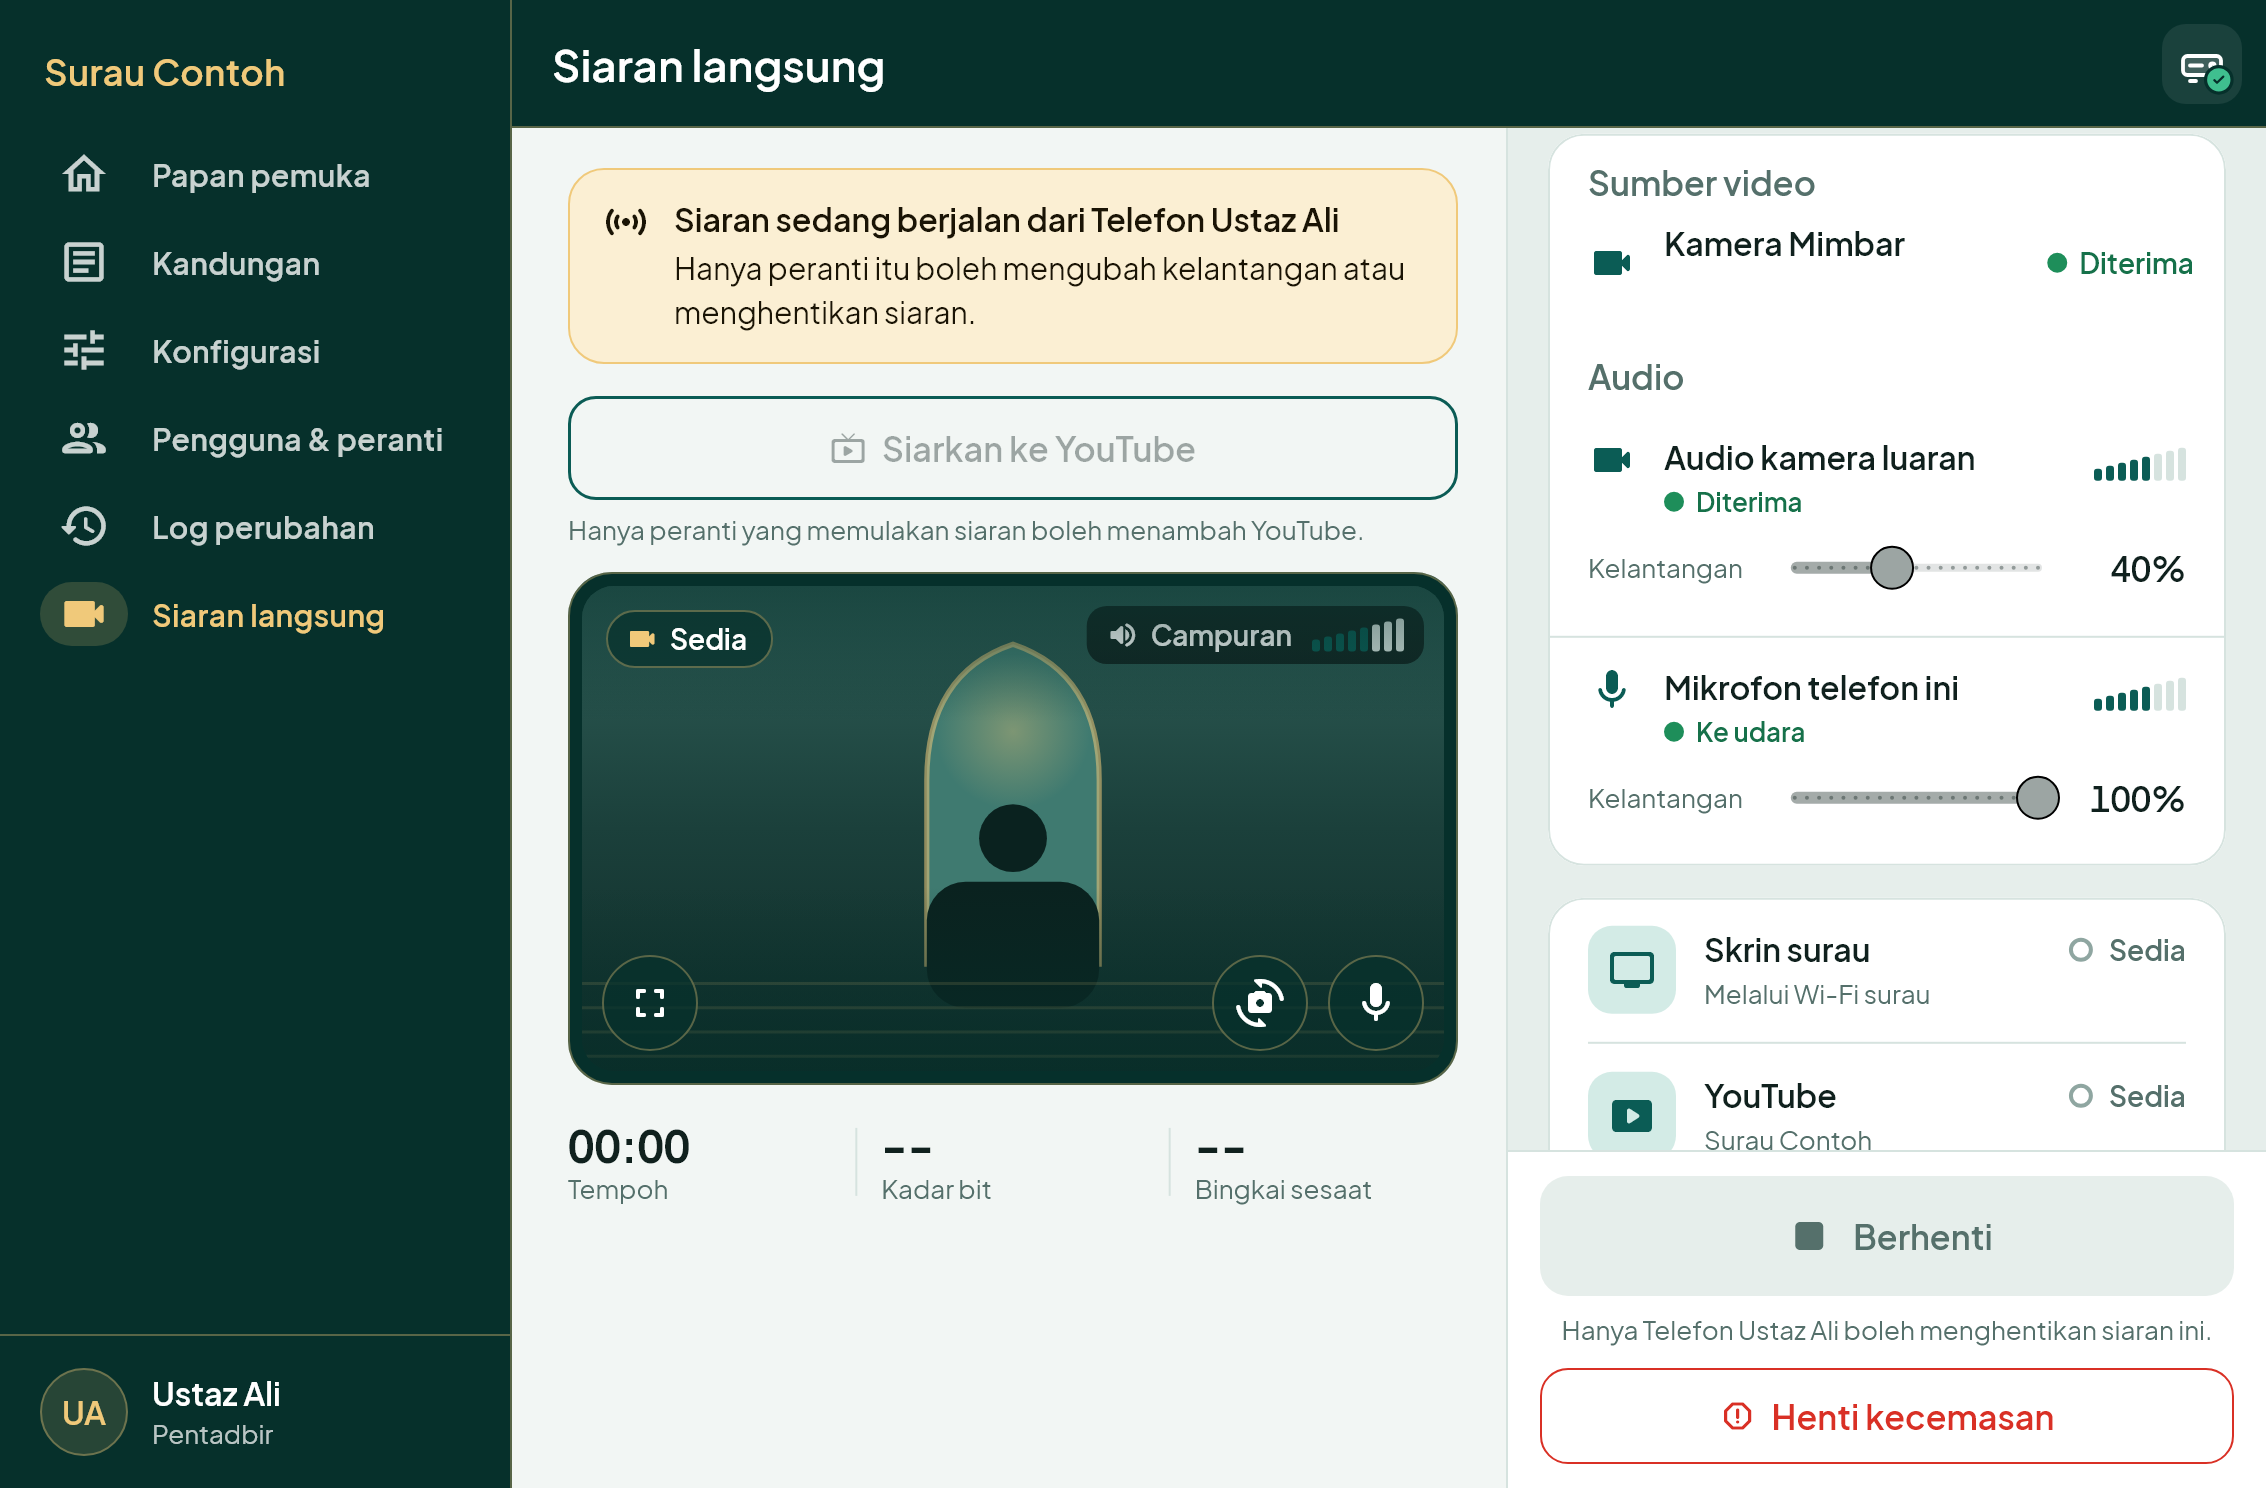 Surau Contoh
Papan pemuka
Kandungan
Konfigurasi
Pengguna & peranti
Log perubahan
Siaran langsung
UA
Ustaz Ali
Pentadbir
Siaran langsung
Siaran sedang berjalan dari Telefon Ustaz Ali
Hanya peranti itu boleh mengubah kelantangan atau
menghentikan siaran.
Siarkan ke YouTube
Hanya peranti yang memulakan siaran boleh menambah YouTube.
Sedia
Campuran
00:00
Tempoh
--
Kadar bit
--
Bingkai sesaat
Sumber video
Kamera Mimbar
Diterima
Audio
Audio kamera luaran
Diterima
Kelantangan
40%
Mikrofon telefon ini
Ke udara
Kelantangan
100%
Skrin surau
Sedia
Melalui Wi-Fi surau
YouTube
Sedia
Surau Contoh
Berhenti
Hanya Telefon Ustaz Ali boleh menghentikan siaran ini.
Henti kecemasan